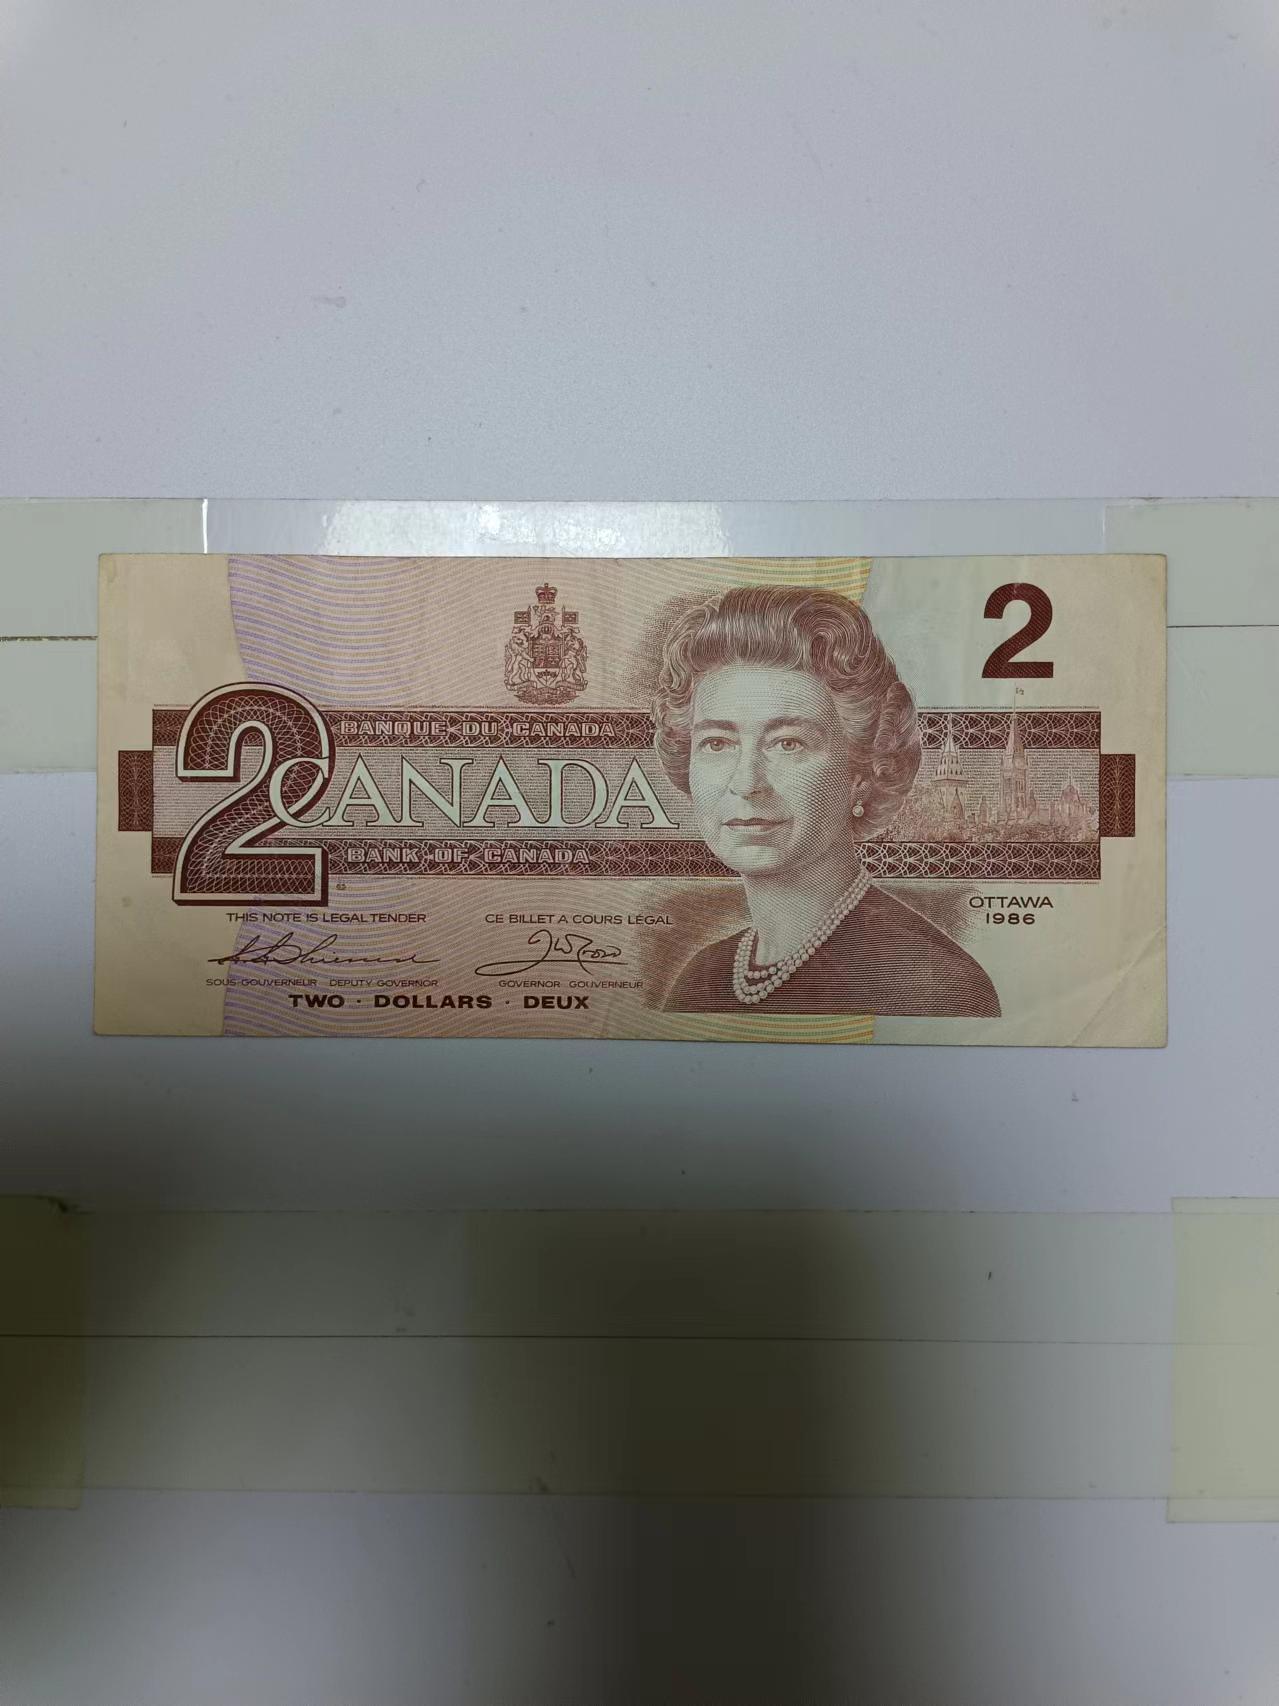 2
BANQUE DU CANADA
2 CANADA
BANK OF CANADA
THIS NOTE IS LEGAL TENDER CE BILLET A COURS LÉGAL
SOUS-GOUVERNEUR DEPUTY GOVERNOR GOVERNOR GOUVERNEUR
TWO · DOLLARS · DEUX
OTTAWA
1986